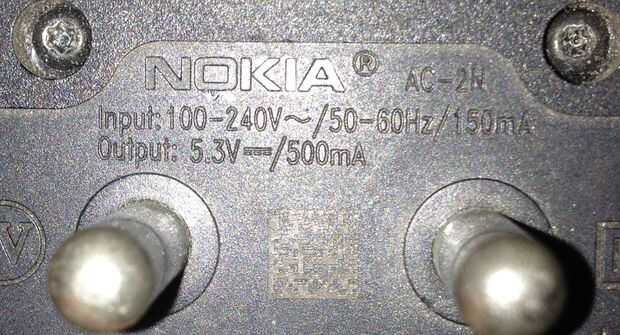 NOKIA® AC-2N
Input: 100-240V~/50-60Hz/150mA
Output: 5.3V⎓/500mA
V